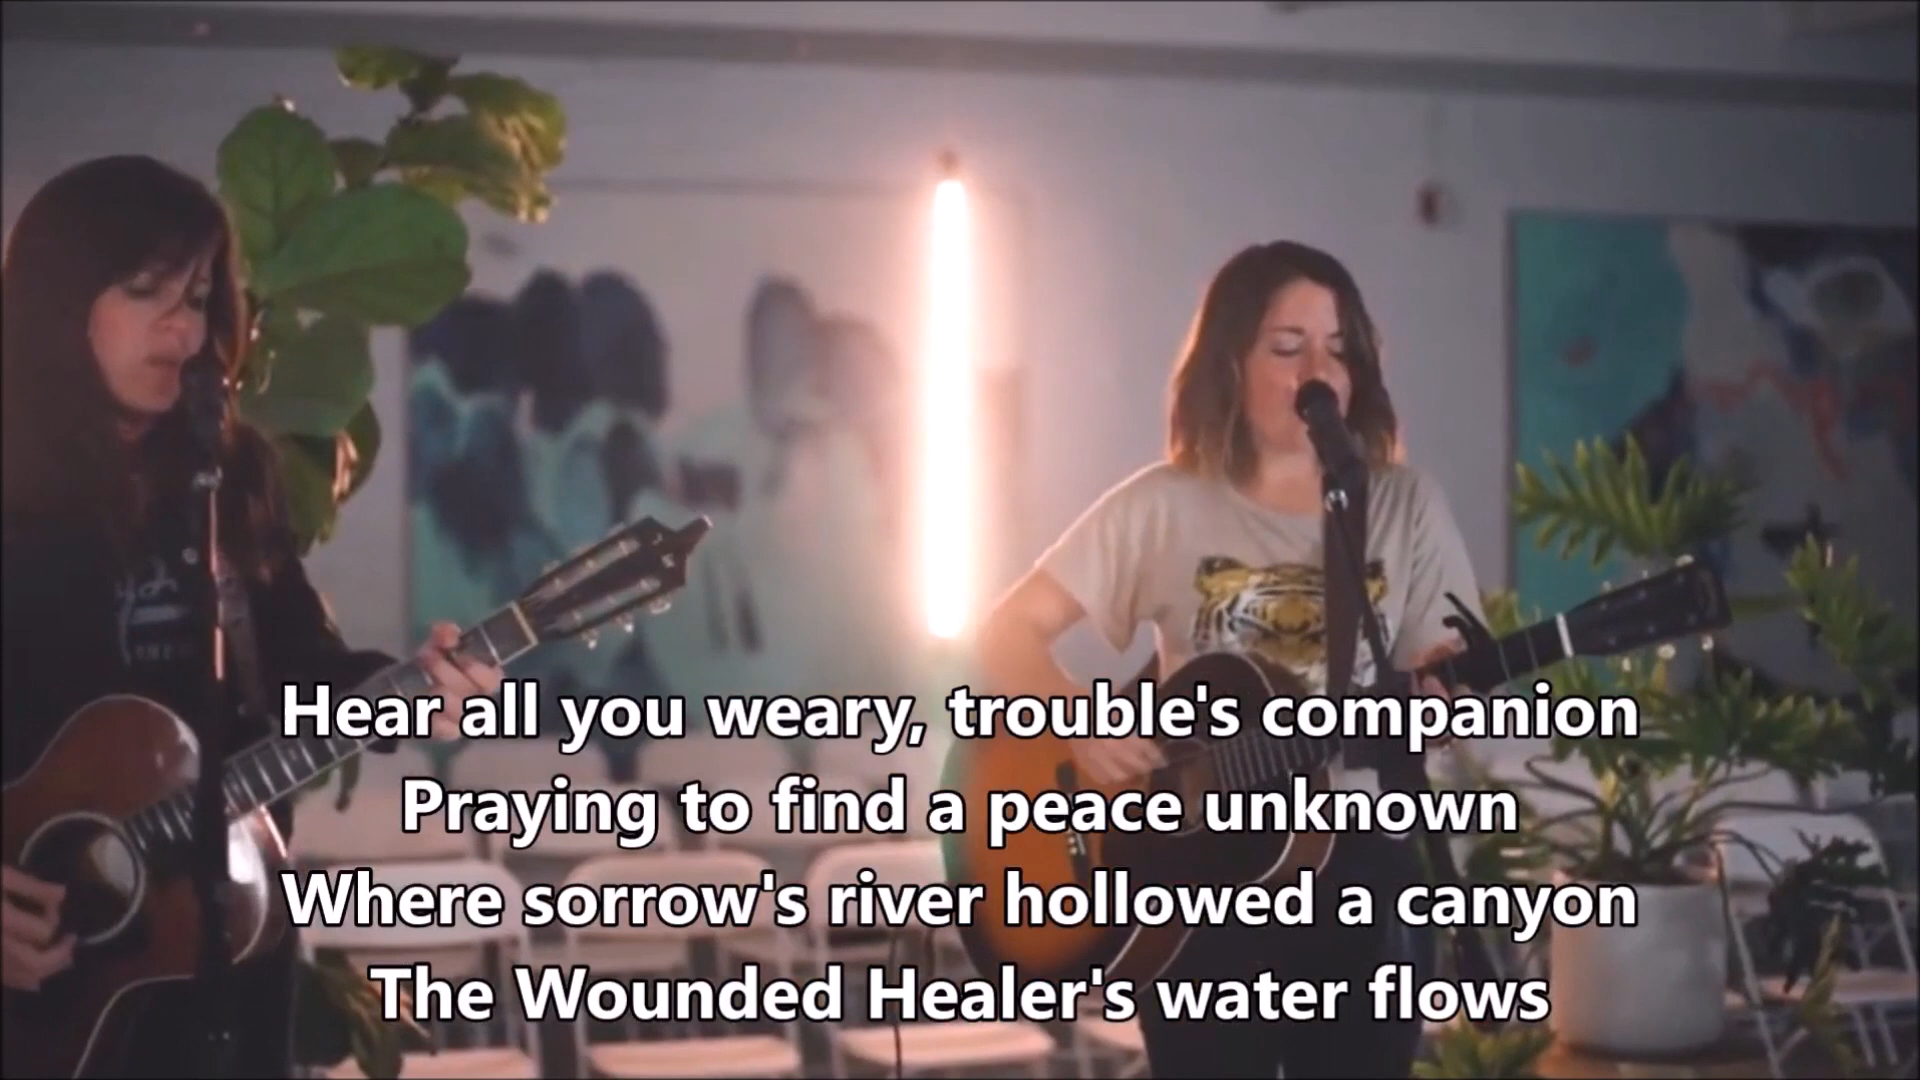 Hear all you weary, trouble's companion
Praying to find a peace unknown
Where sorrow's river hollowed a canyon
The Wounded Healer's water flows